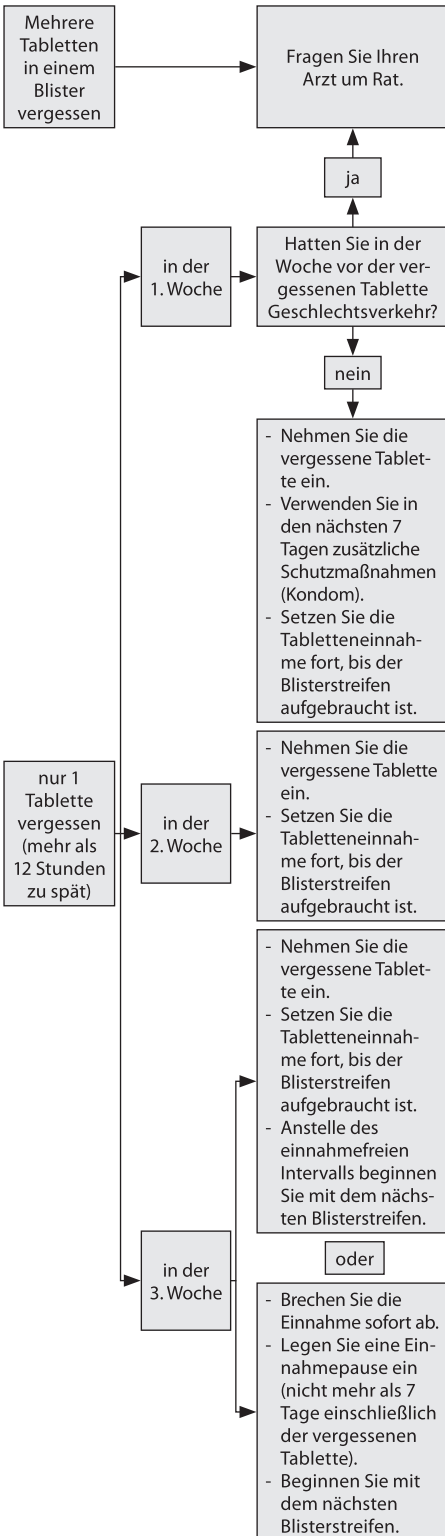 Mehrere
Tabletten
in einem
Blister
vergessen
Fragen Sie Ihren
Arzt um Rat.
ja
in der
1. Woche
Hatten Sie in der
Woche vor der ver-
gessenen Tablette
Geschlechtsverkehr?
nein
- Nehmen Sie die
vergessene Tablet-
te ein.
- Verwenden Sie in
den nächsten 7
Tagen zusätzliche
Schutzmaßnahmen
(Kondom).
- Setzen Sie die
Tabletteneinnah-
me fort, bis der
Blisterstreifen
aufgebraucht ist.
nur 1
Tablette
vergessen
(mehr als
12 Stunden
zu spät)
in der
2. Woche
- Nehmen Sie die
vergessene Tablette
ein.
- Setzen Sie die
Tabletteneinnah-
me fort, bis der
Blisterstreifen
aufgebraucht ist.
in der
3. Woche
- Nehmen Sie die
vergessene Tablet-
te ein.
- Setzen Sie die
Tabletteneinnah-
me fort, bis der
Blisterstreifen
aufgebraucht ist.
- Anstelle des
einnahmefreien
Intervalls beginnen
Sie mit dem nächs-
ten Blisterstreifen.
oder
- Brechen Sie die
Einnahme sofort ab.
- Legen Sie eine Ein-
nahmepause ein
(nicht mehr als 7
Tage einschließlich
der vergessenen
Tablette).
- Beginnen Sie mit
dem nächsten
Blisterstreifen.